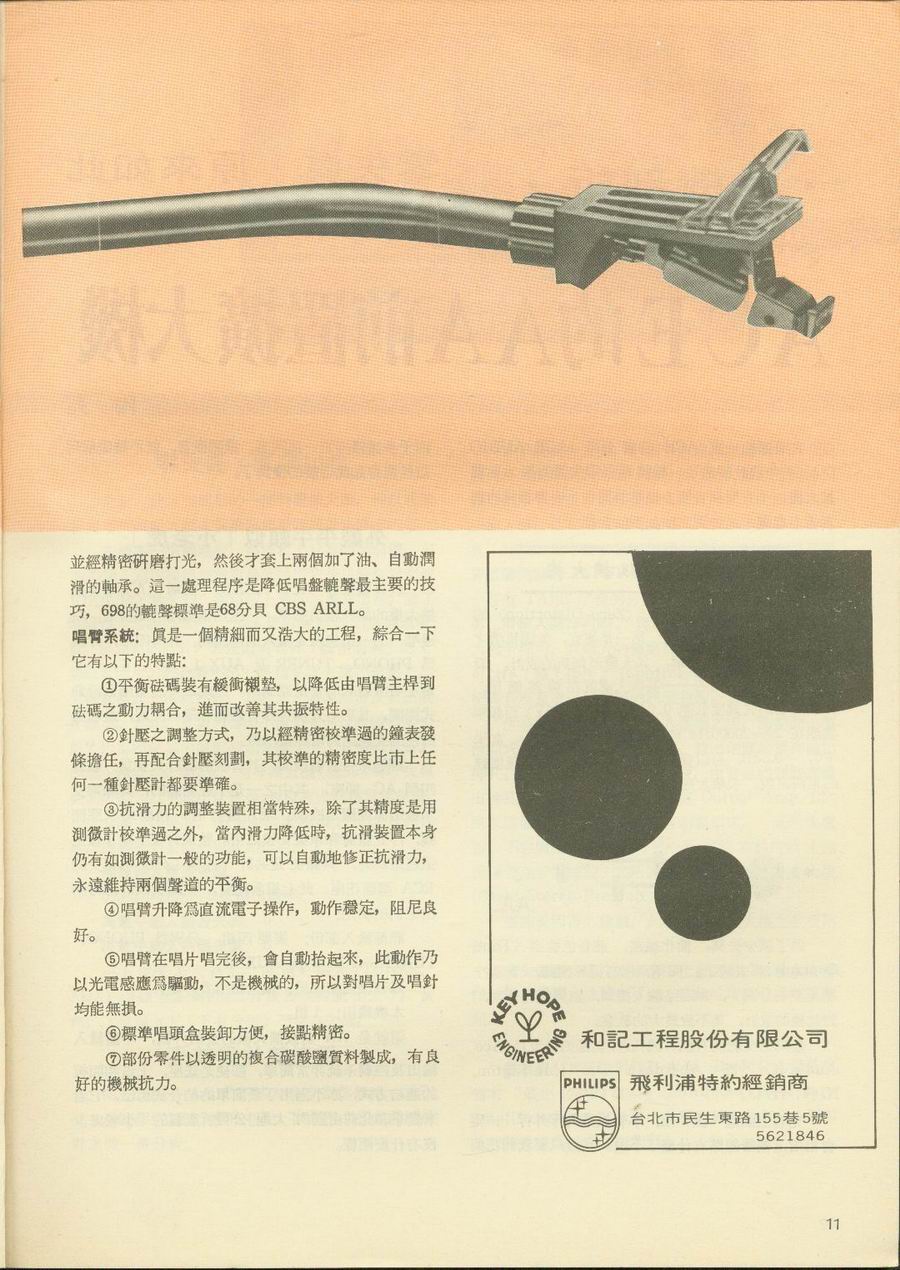 並經精密研磨打光，然後才套上兩個加了油、自動潤
滑的軸承。這一處理程序是降低唱盤轆聲最主要的技
巧，698的轆聲標準是68分貝 CBS ARLL。
唱臂系統：眞是一個精細而又浩大的工程，綜合一下
它有以下的特點：
①平衡砝碼裝有緩衝襯墊，以降低由唱臂主桿到
砝碼之動力耦合，進而改善其共振特性。
②針壓之調整方式，乃以經精密校準過的鐘表發
條擔任，再配合針壓刻劃，其校準的精密度比市上任
何一種針壓計都要準確。
③抗滑力的調整裝置相當特殊，除了其精度是用
測微計校準過之外，當內滑力降低時，抗滑裝置本身
仍有如測微計一般的功能，可以自動地修正抗滑力，
永遠維持兩個聲道的平衡。
④唱臂升降爲直流電子操作，動作穩定，阻尼良
好。
⑤唱臂在唱片唱完後，會自動抬起來，此動作乃
以光電感應爲驅動，不是機械的，所以對唱片及唱針
均能無損。
⑥標準唱頭盒裝卸方便，接點精密。
⑦部份零件以透明的複合碳酸鹽質料製成，有良
好的機械抗力。
KEY HOPE
ENGINEERING
和記工程股份有限公司
PHILIPS
飛利浦特約經銷商
台北市民生東路155巷5號
5621846
11